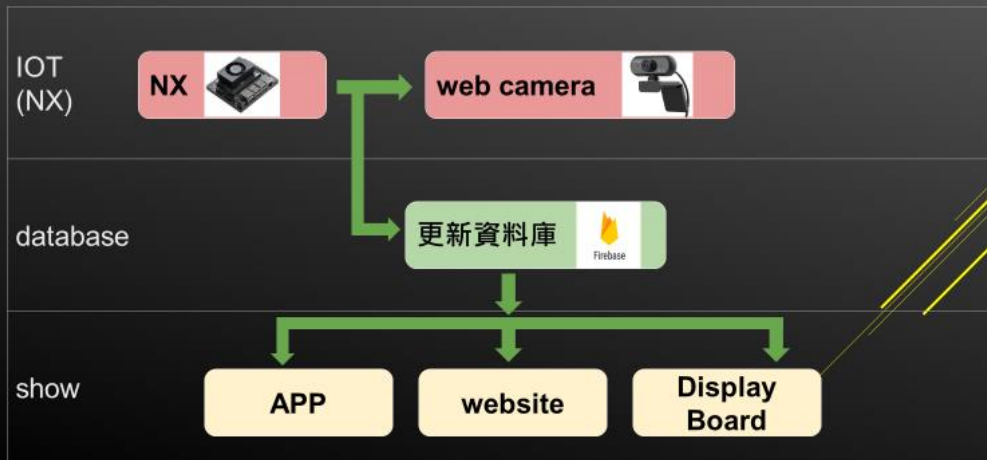 IOT
(NX)
NX
web camera
database
更新資料庫
Firebase
show
APP
website
Display
Board